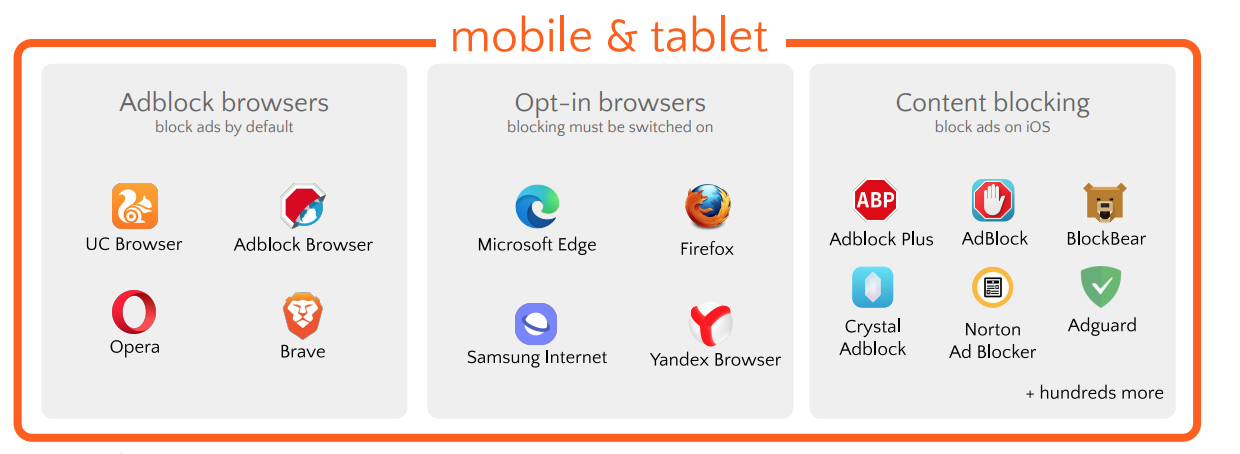 mobile & tablet
Adblock browsers
block ads by default
UC Browser
Adblock Browser
Opera
Brave
Opt-in browsers
blocking must be switched on
Microsoft Edge
Firefox
Samsung Internet
Yandex Browser
Content blocking
block ads on iOS
ABP
Adblock Plus
AdBlock
BlockBear
Crystal
Adblock
Norton
Ad Blocker
Adguard
+ hundreds more